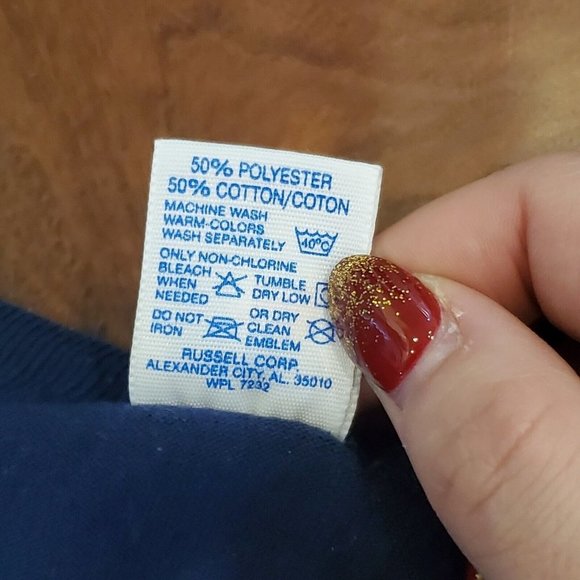 50% POLYESTER
50% COTTON/COTON
MACHINE WASH
WARM-COLORS
WASH SEPARATELY
40°C
ONLY NON-CHLORINE
BLEACH
WHEN
NEEDED
TUMBLE
DRY LOW
DO NOT
IRON
OR DRY
CLEAN
EMBLEM
RUSSELL CORP.
ALEXANDER CITY, AL. 35010
WPL 7232